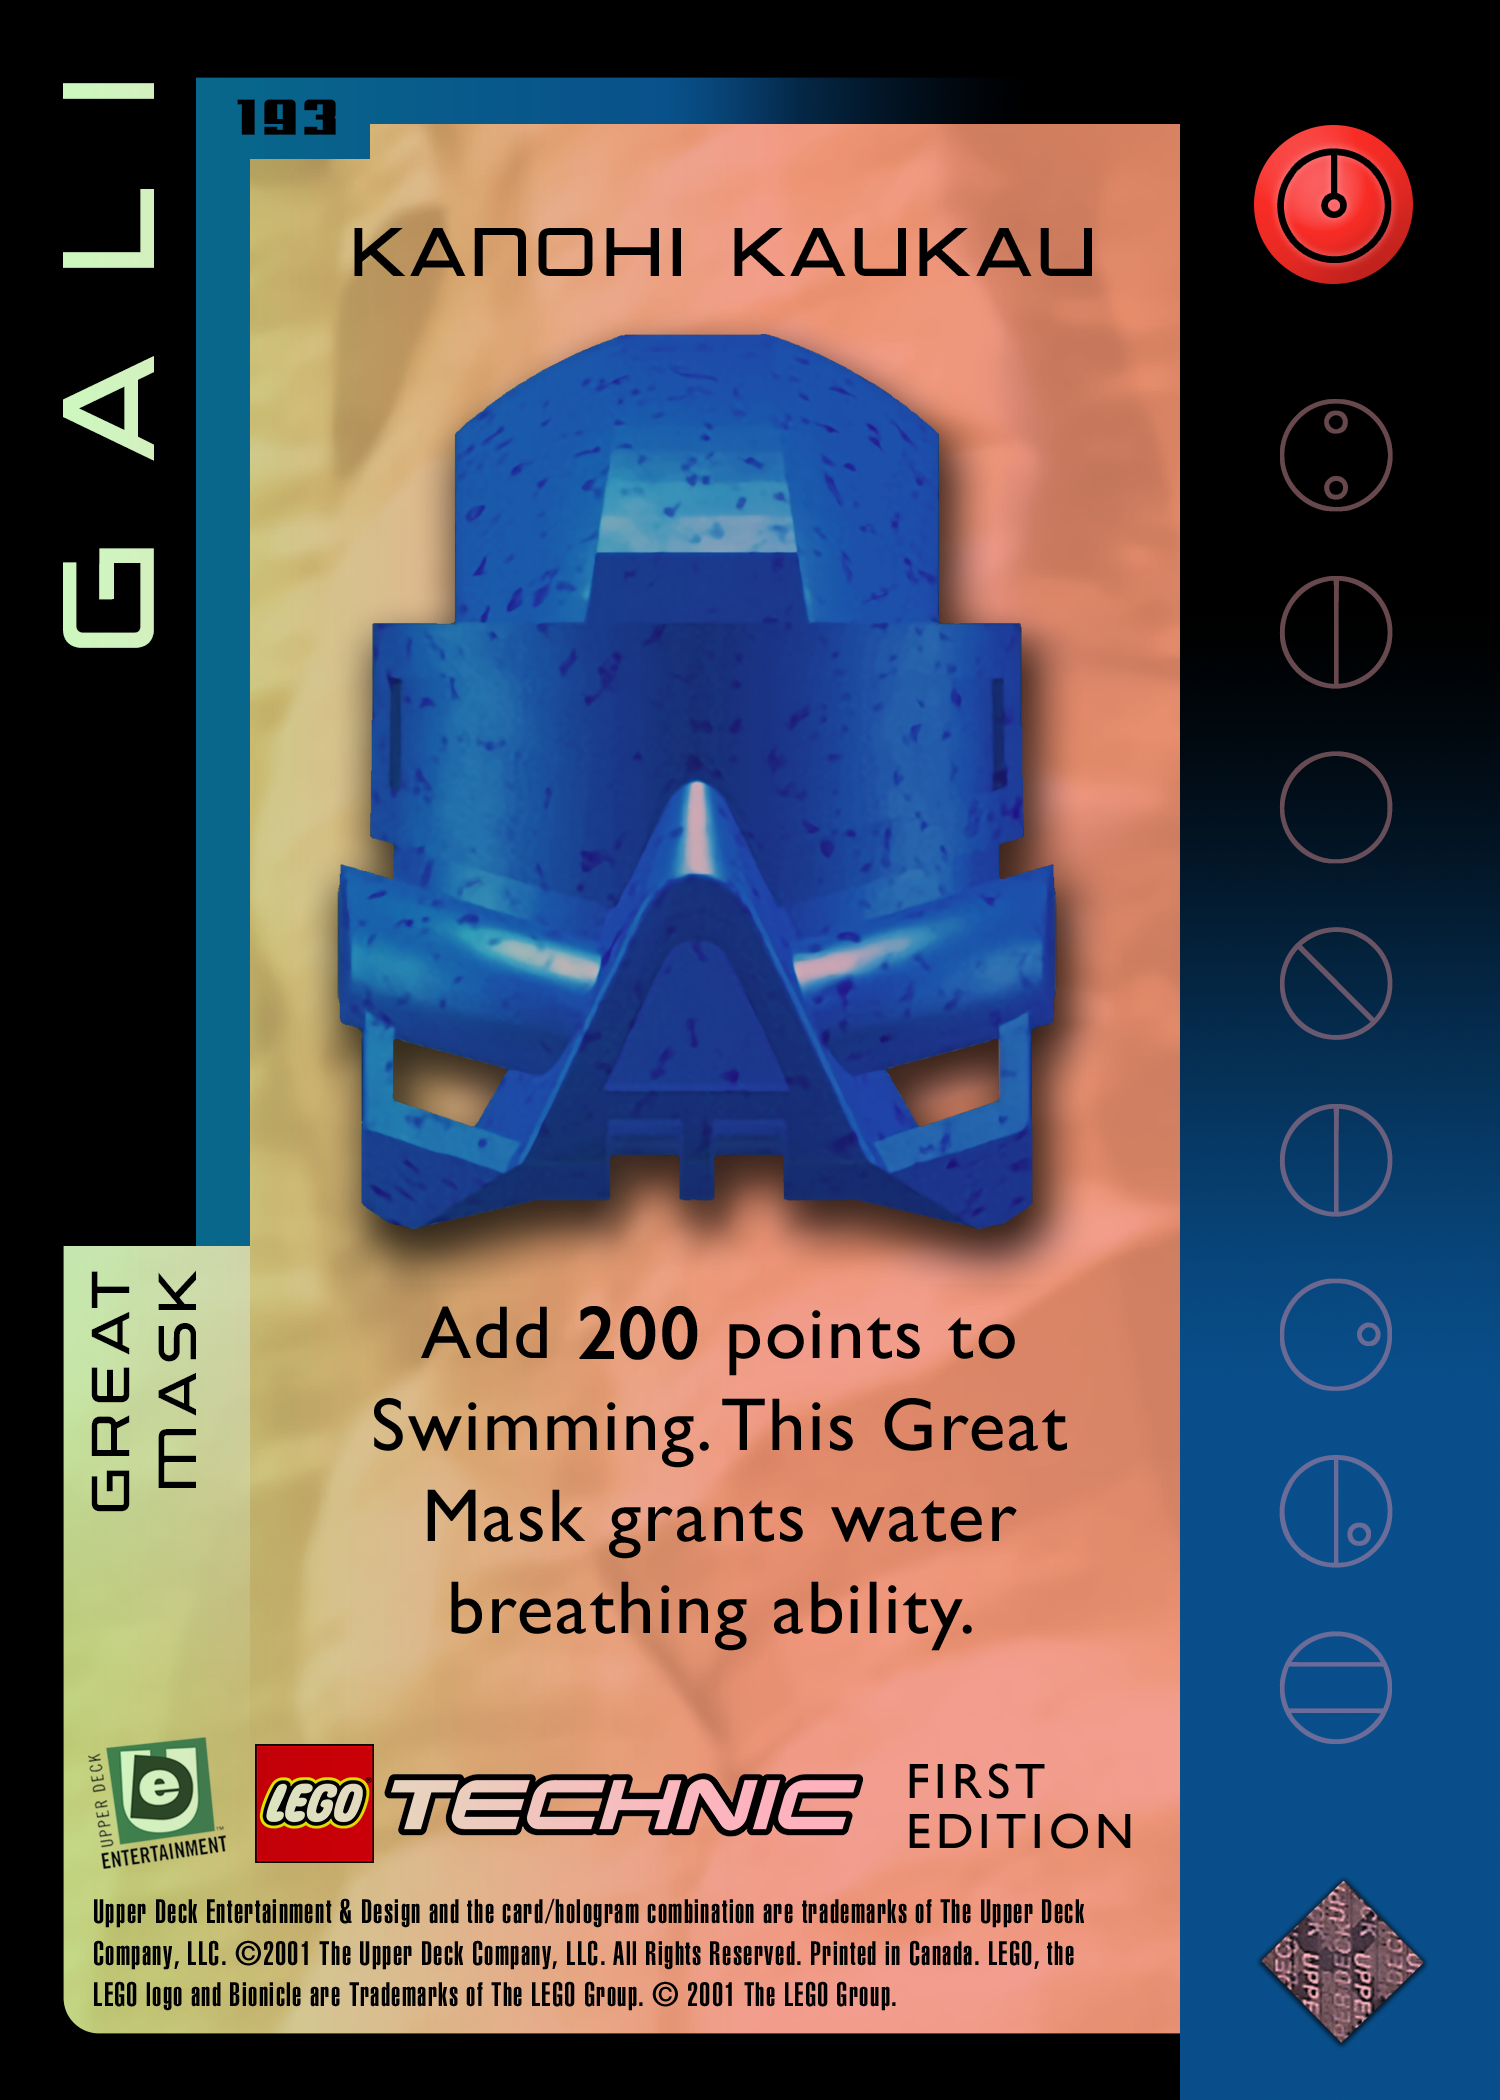 GALI
193
KANOHI KAUKAU
GREAT
MASK
Add 200 points to
Swimming. This Great
Mask grants water
breathing ability.
UPPER DECK
e
ENTERTAINMENT
LEGO TECHNIC
FIRST
EDITION
Upper Deck Entertainment & Design and the card/hologram combination are trademarks of The Upper Deck
Company, LLC. ©2001 The Upper Deck Company, LLC. All Rights Reserved. Printed in Canada. LEGO, the
LEGO logo and Bionicle are Trademarks of The LEGO Group. © 2001 The LEGO Group.